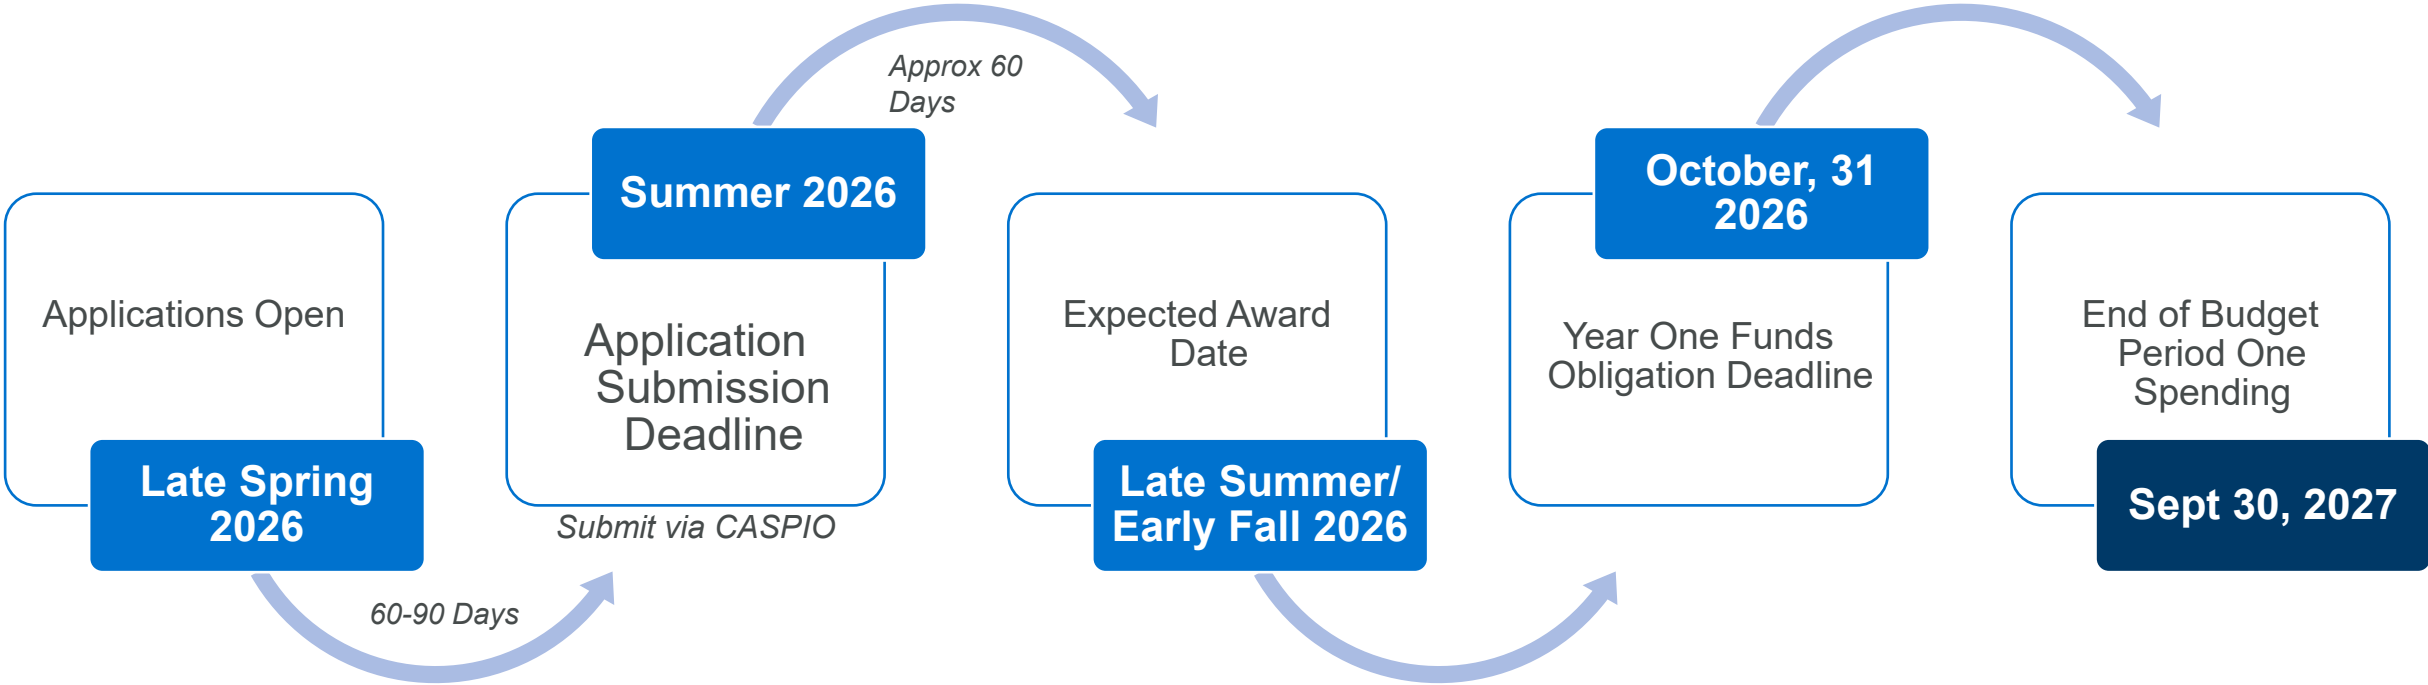 Applications Open
Late Spring
2026
60-90 Days
Summer 2026
Application
Submission
Deadline
Submit via CASPIO
Approx 60
Days
Expected Award
Date
Late Summer/
Early Fall 2026
October, 31
2026
Year One Funds
Obligation Deadline
End of Budget
Period One
Spending
Sept 30, 2027